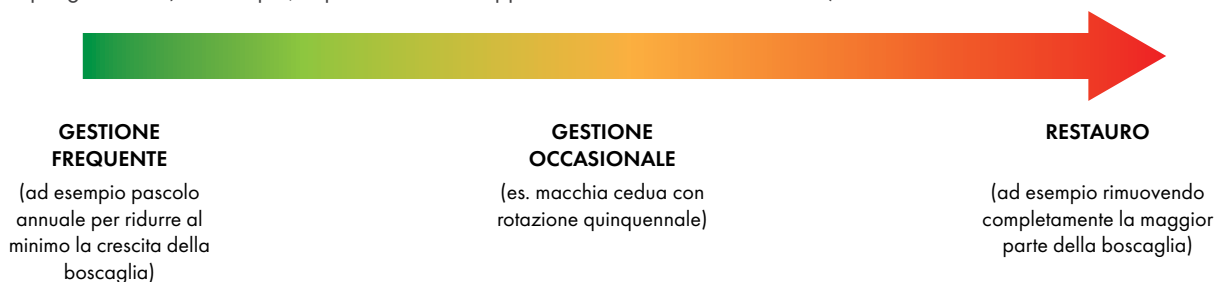 GESTIONE
FREQUENTE
(ad esempio pascolo
annuale per ridurre al
minimo la crescita della
boscaglia)
GESTIONE
OCCASIONALE
(es. macchia cedua con
rotazione quinquennale)
RESTAURO
(ad esempio rimuovendo
completamente la maggior
parte della boscaglia)